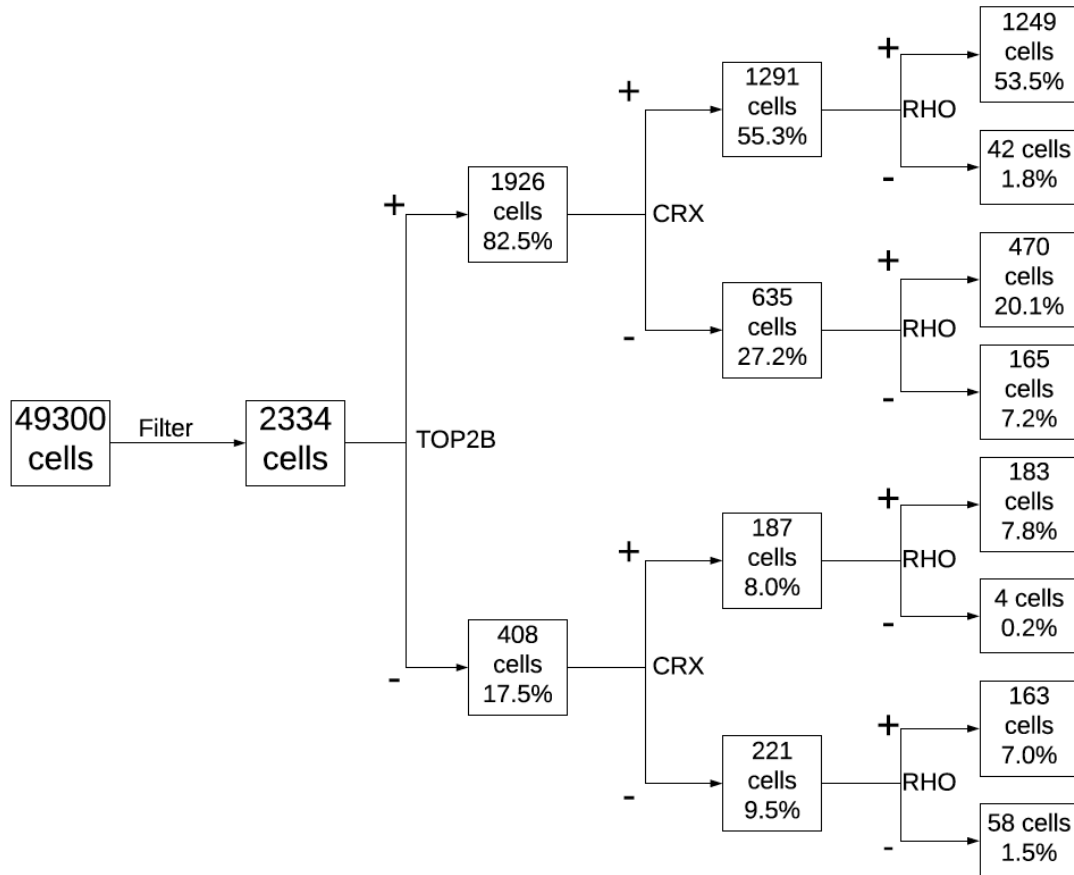 49300
cells
Filter
2334
cells
TOP2B
+
1926
cells
82.5%
-
408
cells
17.5%
CRX
+
1291
cells
55.3%
-
635
cells
27.2%
CRX
+
187
cells
8.0%
-
221
cells
9.5%
RHO
+
1249
cells
53.5%
-
42 cells
1.8%
RHO
+
470
cells
20.1%
-
165
cells
7.2%
RHO
+
183
cells
7.8%
-
4 cells
0.2%
RHO
+
163
cells
7.0%
-
58 cells
1.5%